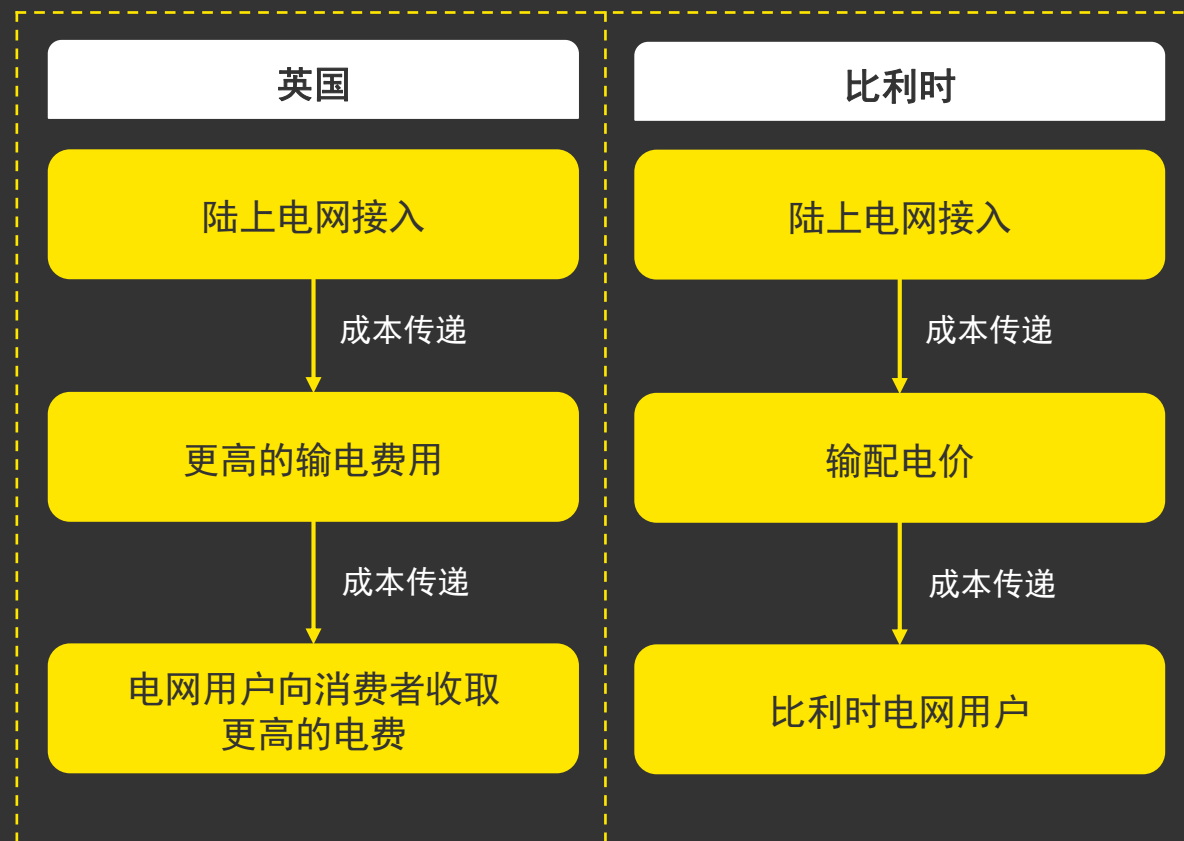 英国
陆上电网接入
成本传递
更高的输电费用
成本传递
电网用户向消费者收取
更高的电费
比利时
陆上电网接入
成本传递
输配电价
成本传递
比利时电网用户